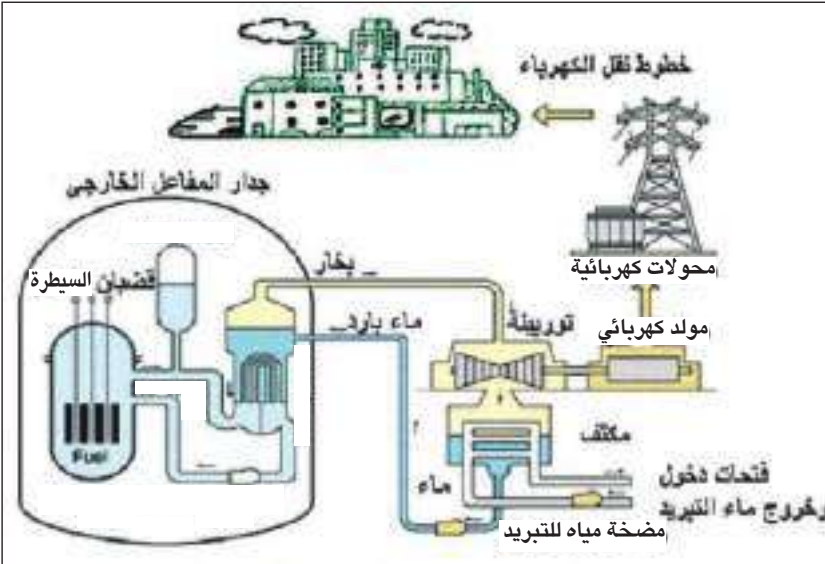 خطوط نقل الكهرباء
جدار المفاعل الخارجي
محولات كهربائية
بخار
قضبان السيطرة
ماء بارد
توربينة
مولد كهربائي
مكثف
Fuel
ماء
فتحات دخول
وخروج ماء التبريد
مضخة مياه للتبريد